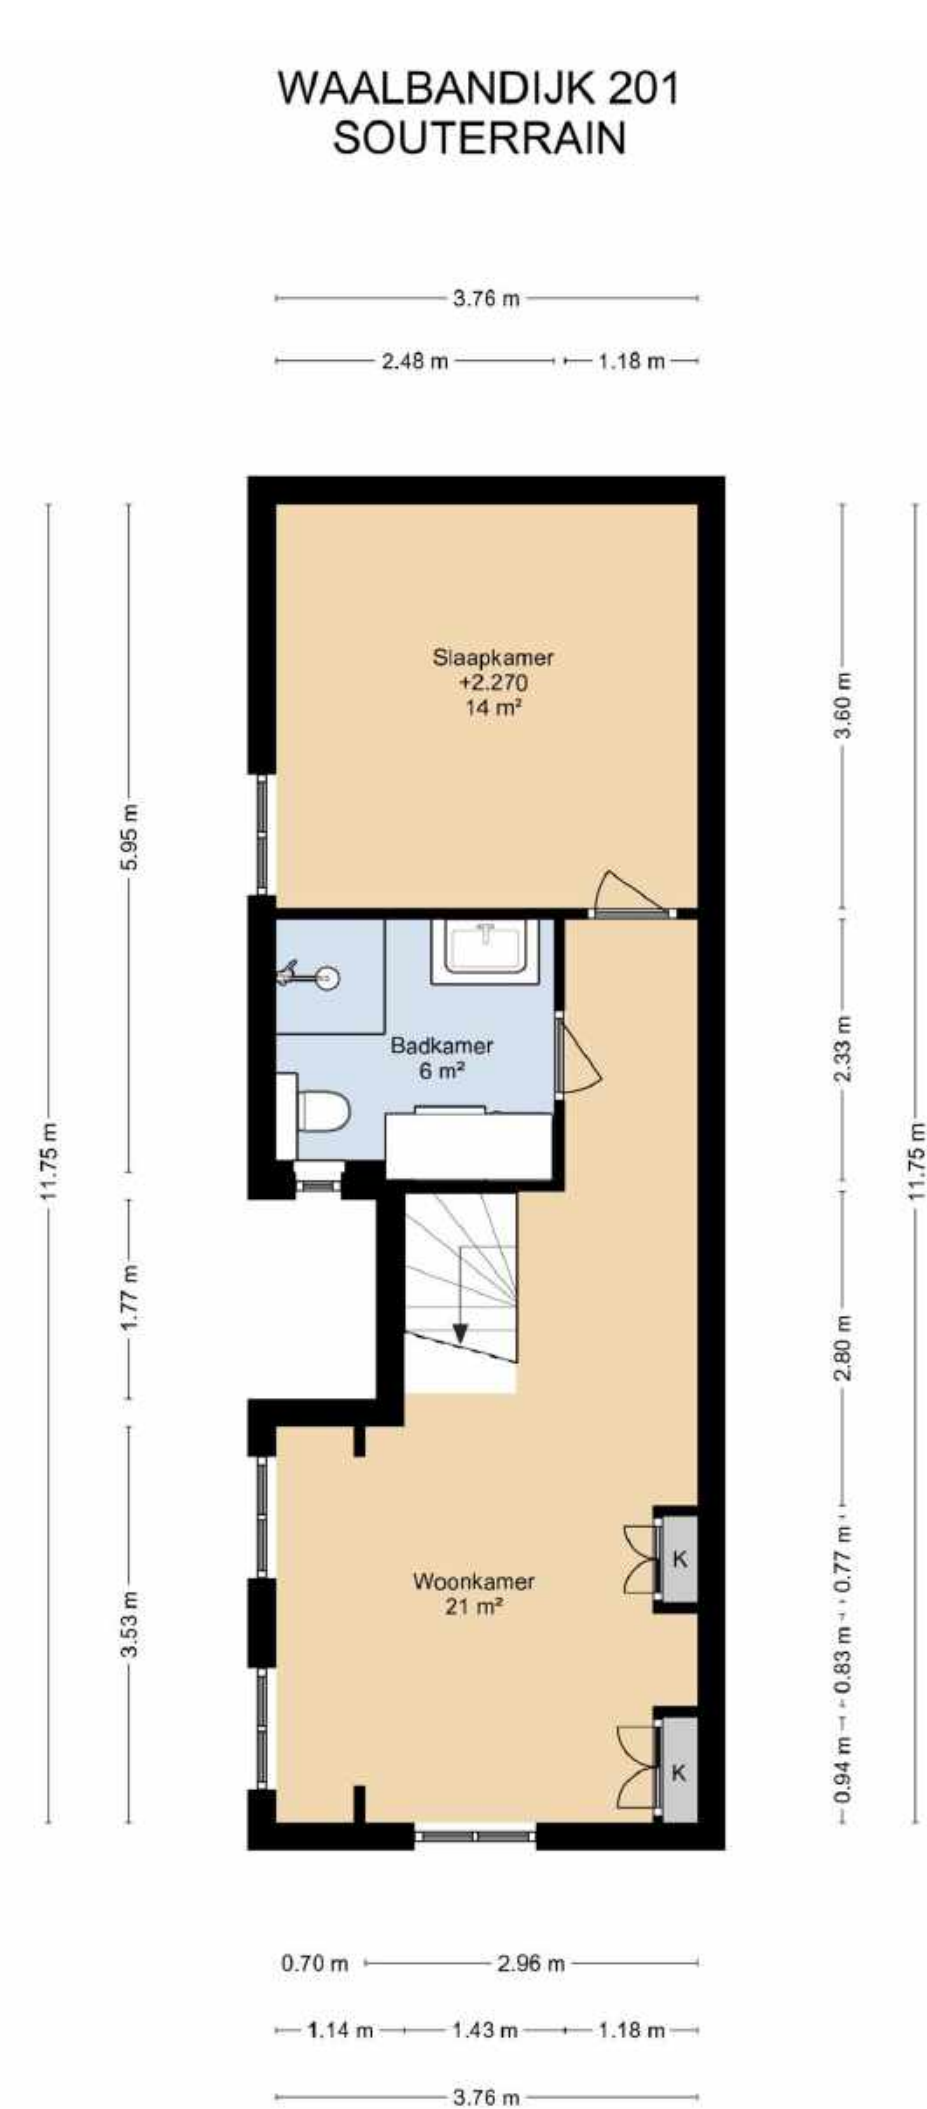 WAALBANDIJK 201
SOUTERRAIN
3.76 m
2.48 m
1.18 m
11.75 m
5.95 m
1.77 m
3.53 m
Slaapkamer
+2.270
14 m²
Badkamer
6 m²
Woonkamer
21 m²
K
K
3.60 m
2.33 m
2.80 m
0.77 m
0.83 m
0.94 m
11.75 m
0.70 m
2.96 m
1.14 m
1.43 m
1.18 m
3.76 m